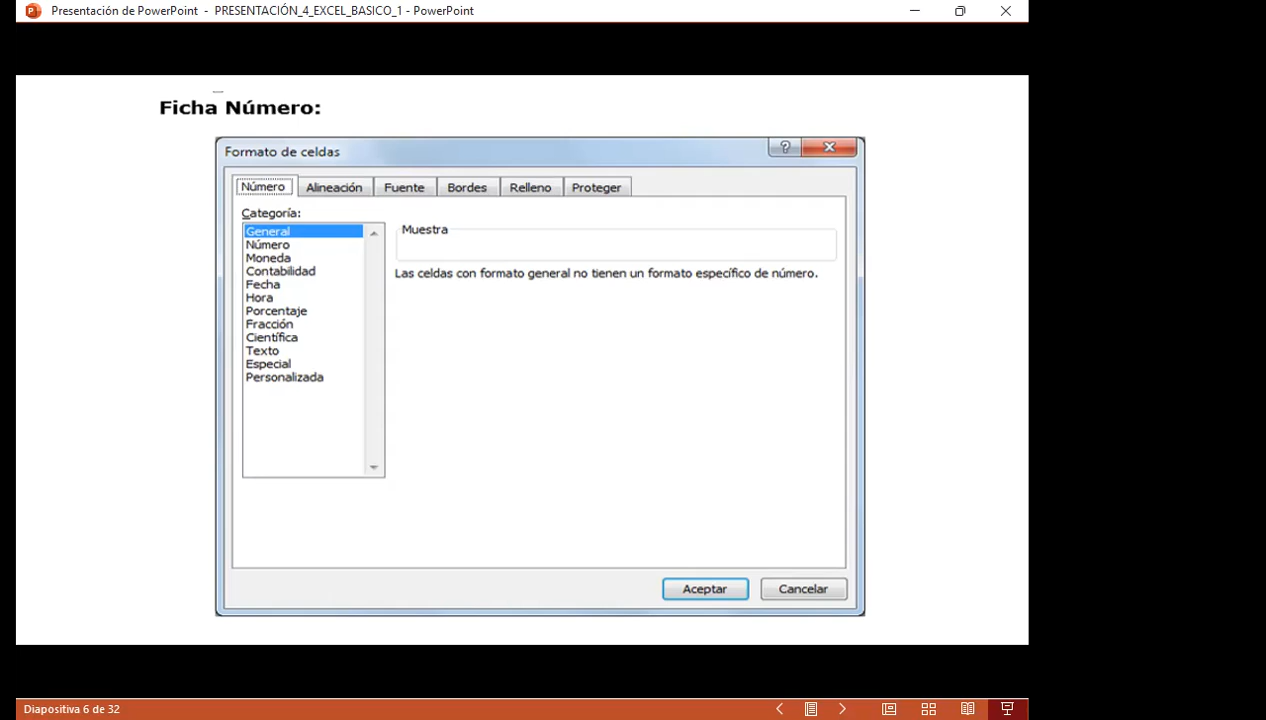 Presentación de PowerPoint - PRESENTACIÓN_4_EXCEL_BASICO_1 - PowerPoint
Ficha Número:
Formato de celdas
Número Alineación Fuente Bordes Relleno Proteger
Categoría:
General
Número
Moneda
Contabilidad
Fecha
Hora
Porcentaje
Fracción
Científica
Texto
Especial
Personalizada
Muestra
Las celdas con formato general no tienen un formato específico de número.
Aceptar Cancelar
Diapositiva 6 de 32